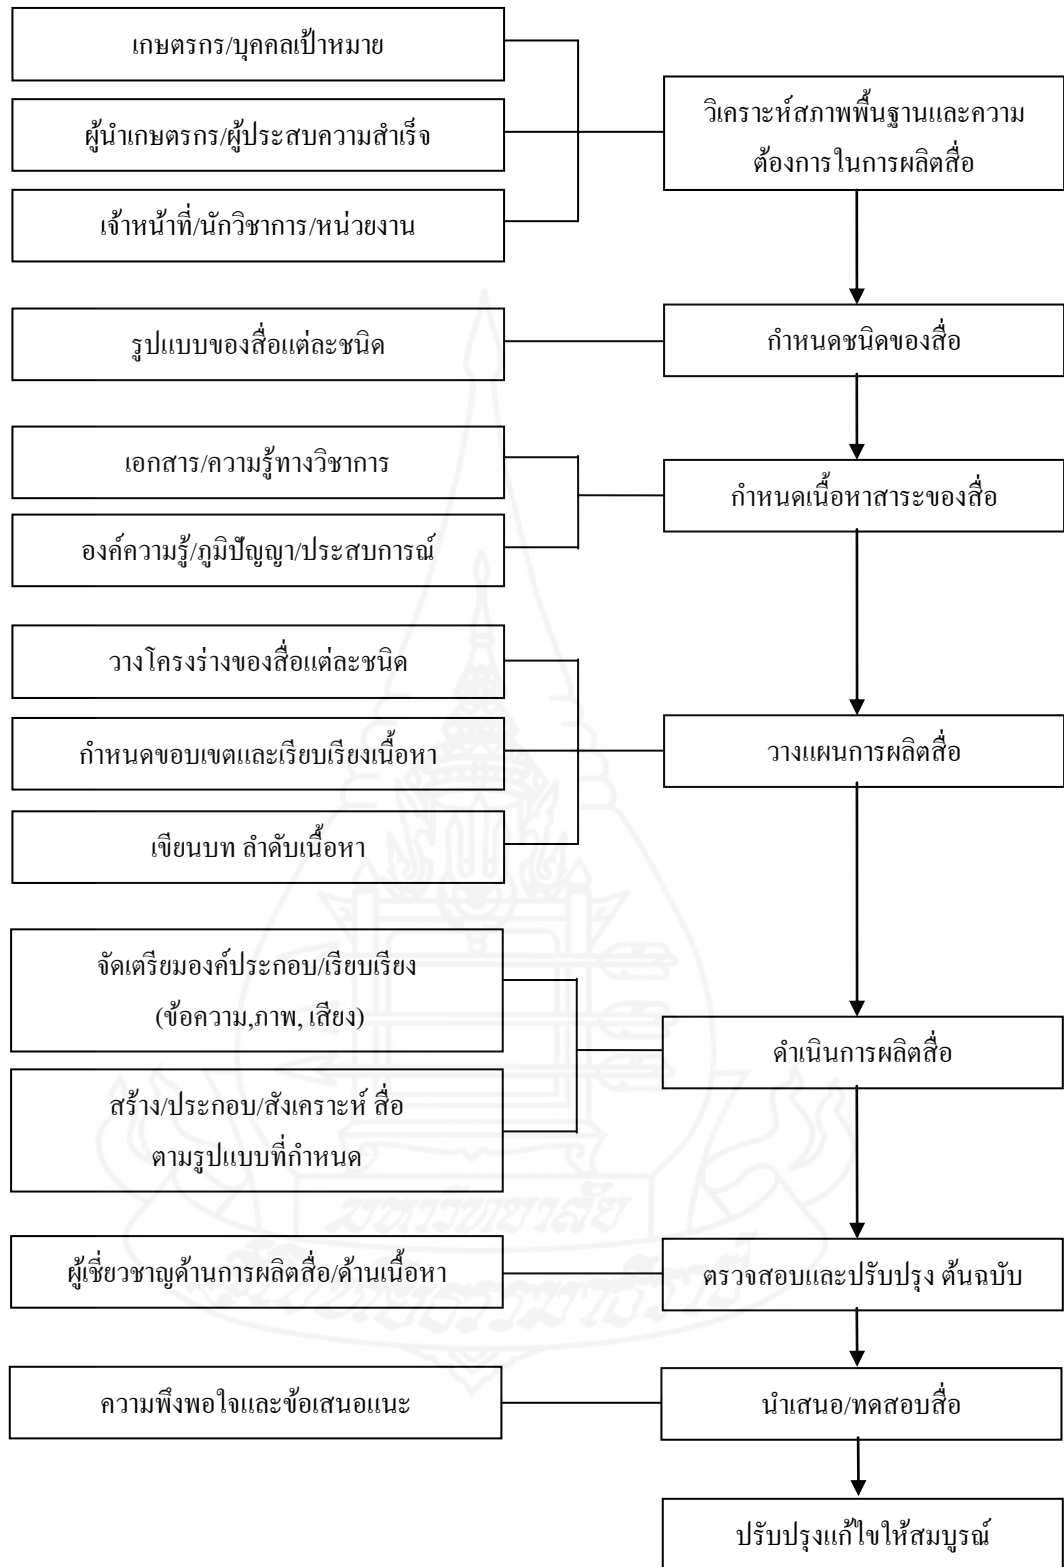 เกษตรกร/บุคคลเป้าหมาย
ผู้นำเกษตรกร/ผู้ประสบความสำเร็จ
เจ้าหน้าที่/นักวิชาการ/หน่วยงาน
วิเคราะห์สภาพพื้นฐานและความ
ต้องการในการผลิตสื่อ
รูปแบบของสื่อแต่ละชนิด
กำหนดชนิดของสื่อ
เอกสาร/ความรู้ทางวิชาการ
องค์ความรู้/ภูมิปัญญา/ประสบการณ์
กำหนดเนื้อหาสาระของสื่อ
วางโครงร่างของสื่อแต่ละชนิด
กำหนดขอบเขตและเรียบเรียงเนื้อหา
เขียนบท ลำดับเนื้อหา
วางแผนการผลิตสื่อ
จัดเตรียมองค์ประกอบ/เรียบเรียง
(ข้อความ,ภาพ, เสียง)
สร้าง/ประกอบ/สังเคราะห์ สื่อ
ตามรูปแบบที่กำหนด
ดำเนินการผลิตสื่อ
มหาวิทยาลัย
สุโขทัยธรรมาธิราช
ผู้เชี่ยวชาญด้านการผลิตสื่อ/ด้านเนื้อหา
ตรวจสอบและปรับปรุง ต้นฉบับ
ความพึงพอใจและข้อเสนอแนะ
นำเสนอ/ทดสอบสื่อ
ปรับปรุงแก้ไขให้สมบูรณ์